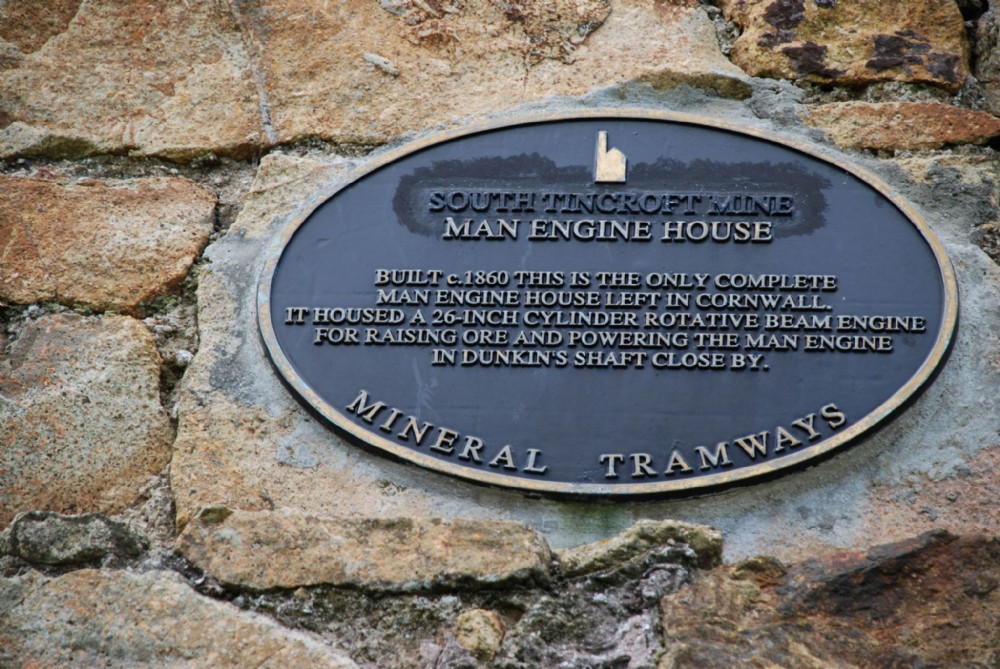 SOUTH TINCROFT MINE
MAN ENGINE HOUSE
BUILT c.1860 THIS IS THE ONLY COMPLETE
MAN ENGINE HOUSE LEFT IN CORNWALL.
IT HOUSED A 26-INCH CYLINDER ROTATIVE BEAM ENGINE
FOR RAISING ORE AND POWERING THE MAN ENGINE
IN DUNKIN'S SHAFT CLOSE BY.
MINERAL TRAMWAYS